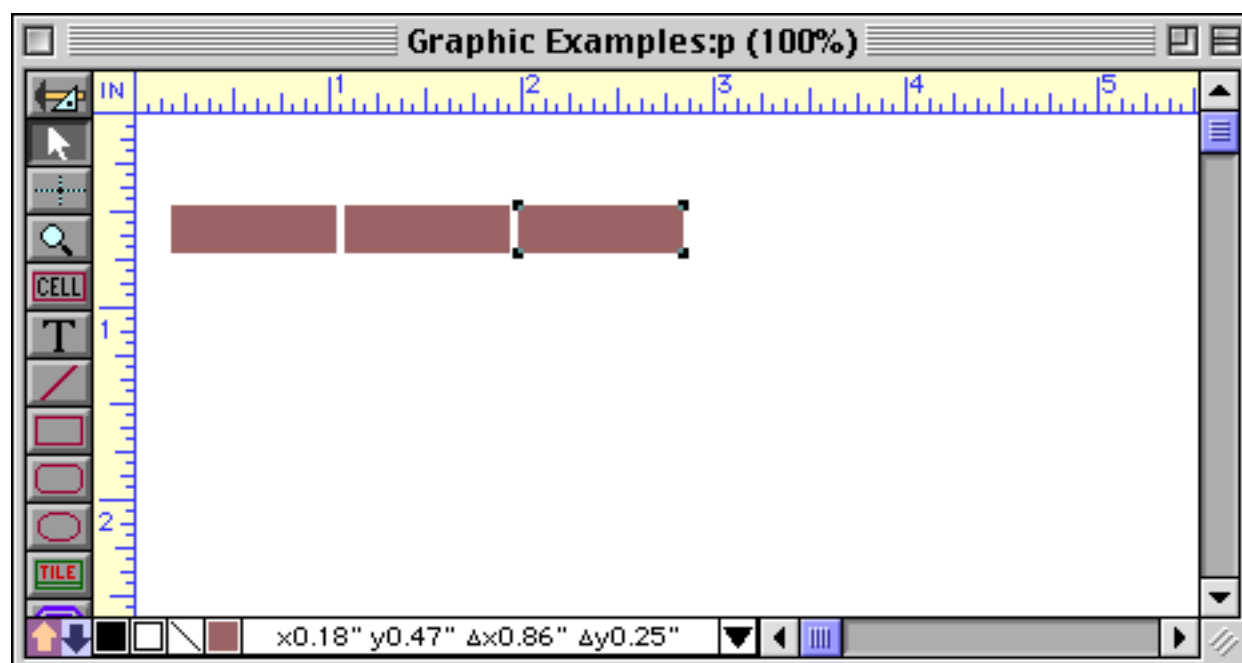 Graphic Examples:p (100%)
IN 1 2 3 4 5
CELL
T
1
2
TILE
x0.18" y0.47" Δx0.86" Δy0.25"